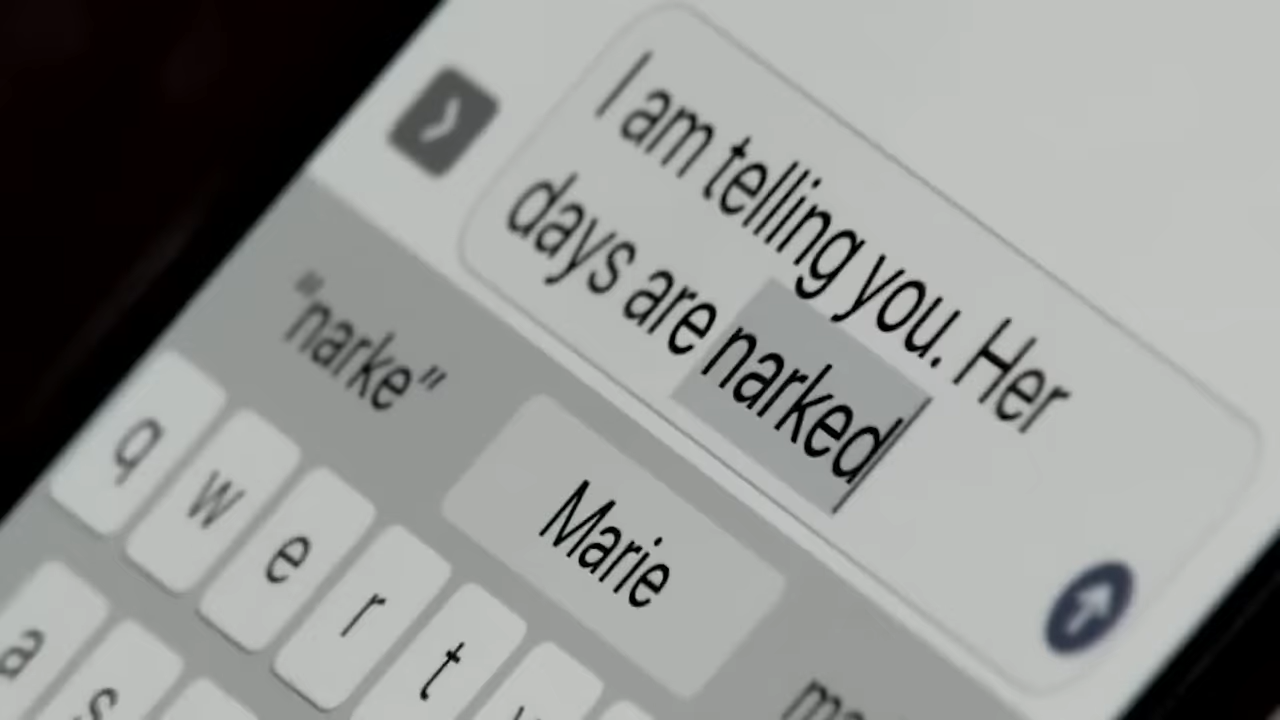 I am telling you. Her
days are narked
"narke"
Marie
q w e r t
a s